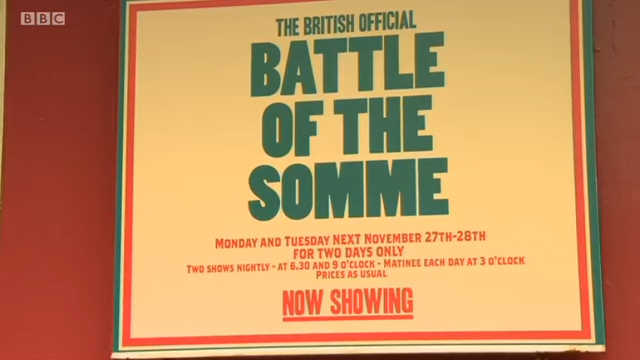 BBC
THE BRITISH OFFICIAL
BATTLE
OF THE
SOMME
MONDAY AND TUESDAY NEXT NOVEMBER 27TH-28TH
FOR TWO DAYS ONLY
TWO SHOWS NIGHTLY - AT 6.30 AND 9 O'CLOCK - MATINEE EACH DAY AT 3 O'CLOCK
PRICES AS USUAL
NOW SHOWING